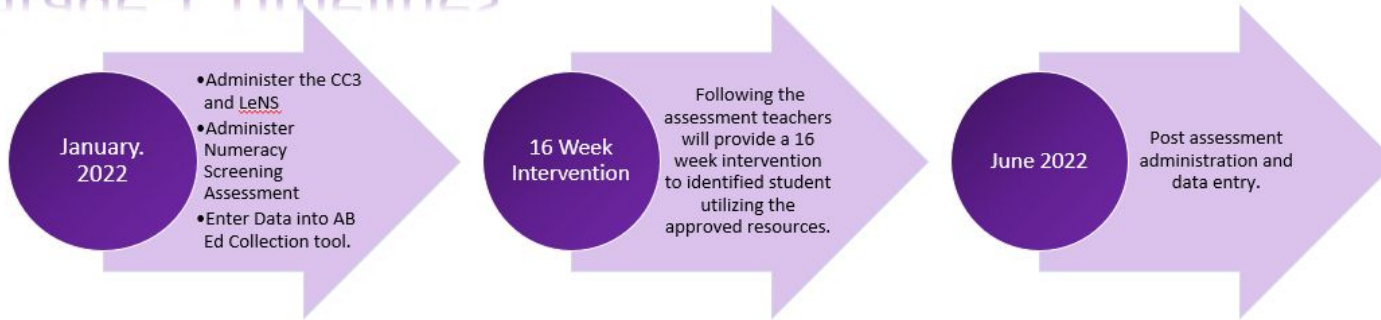 January.
2022
•Administer the CC3
and LeNS
•Administer
Numeracy
Screening
Assessment
•Enter Data into AB
Ed Collection tool.
16 Week
Intervention
Following the
assessment teachers
will provide a 16
week intervention
to identified student
utilizing the
approved resources.
June 2022
Post assessment
administration and
data entry.